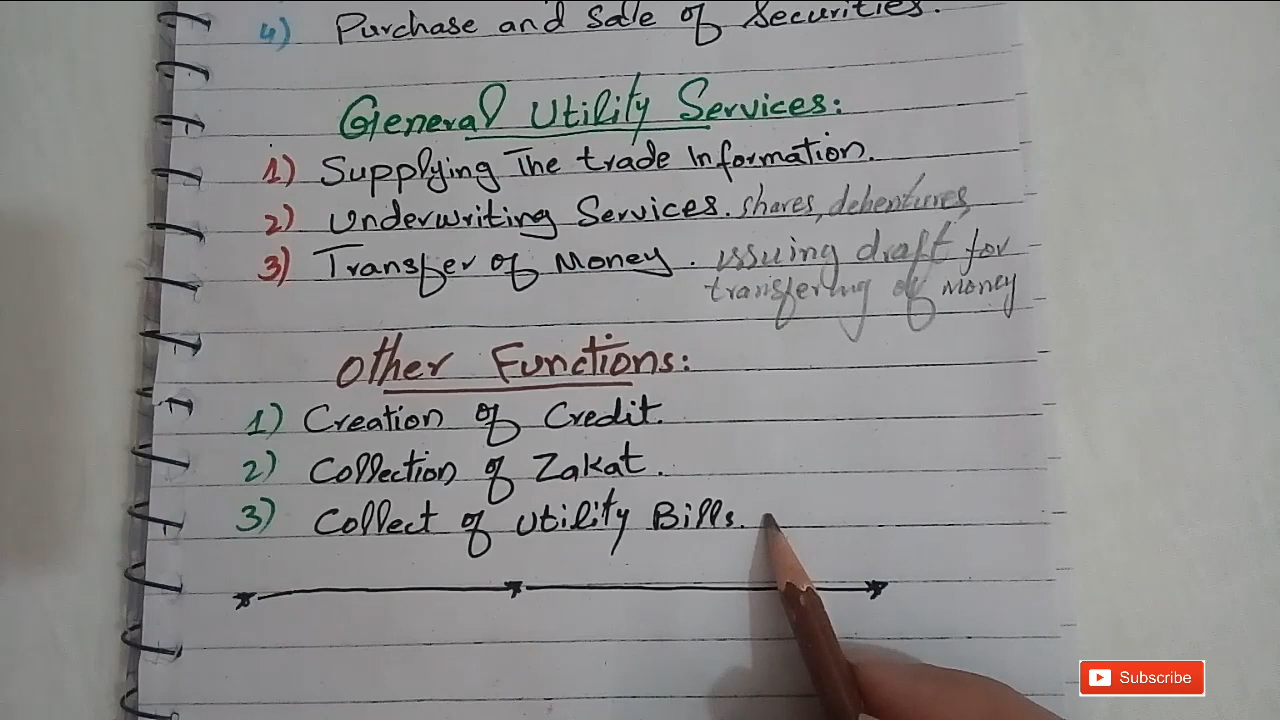 4) Purchase and Sale of Securities.
General Utility Services:
1) Supplying The trade Information.
2) Underwriting Services. shares, debentures,
3) Transfer of Money. issuing draft for
transferring of money
Other Functions:
1) Creation of Credit.
2) Collection of Zakat.
3) Collect of Utility Bills.
Subscribe